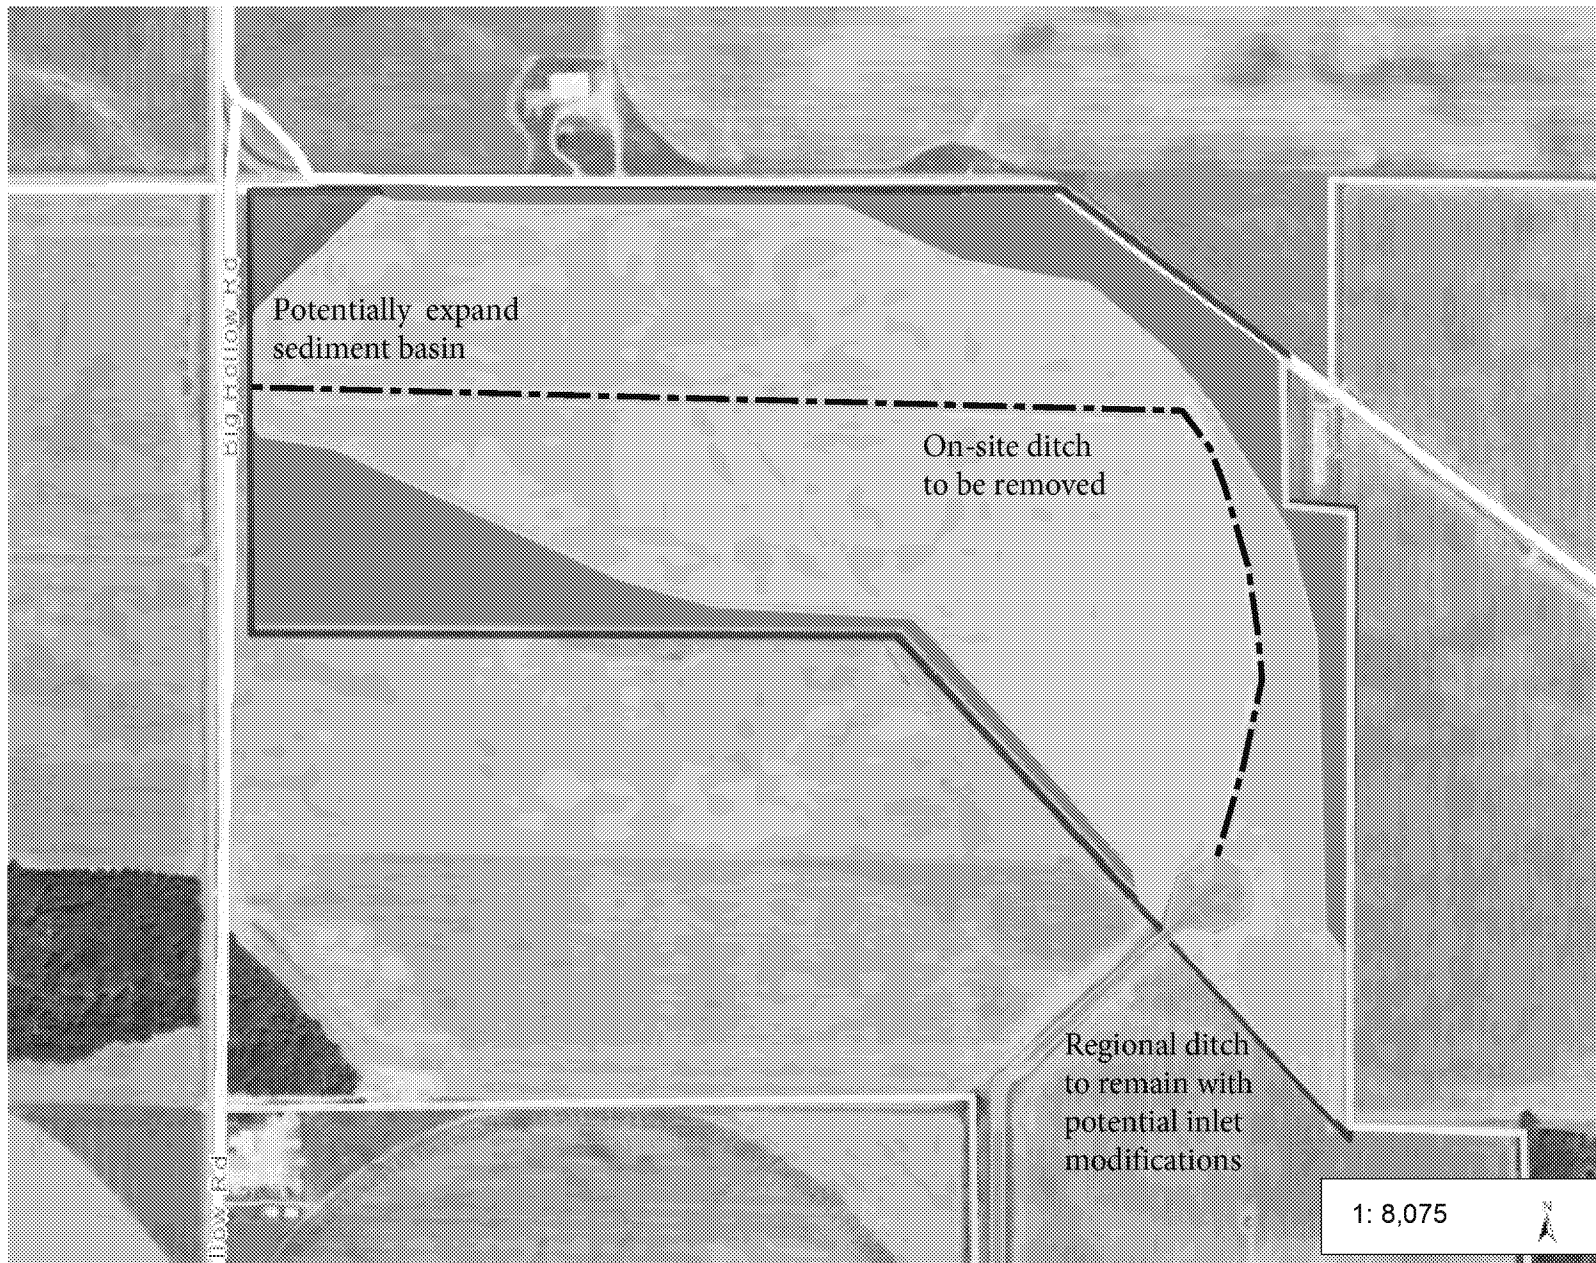 Potentially expand
sediment basin
Big Hollow Rd
On-site ditch
to be removed
Regional ditch
to remain with
potential inlet
modifications
Rd
1: 8,075
N